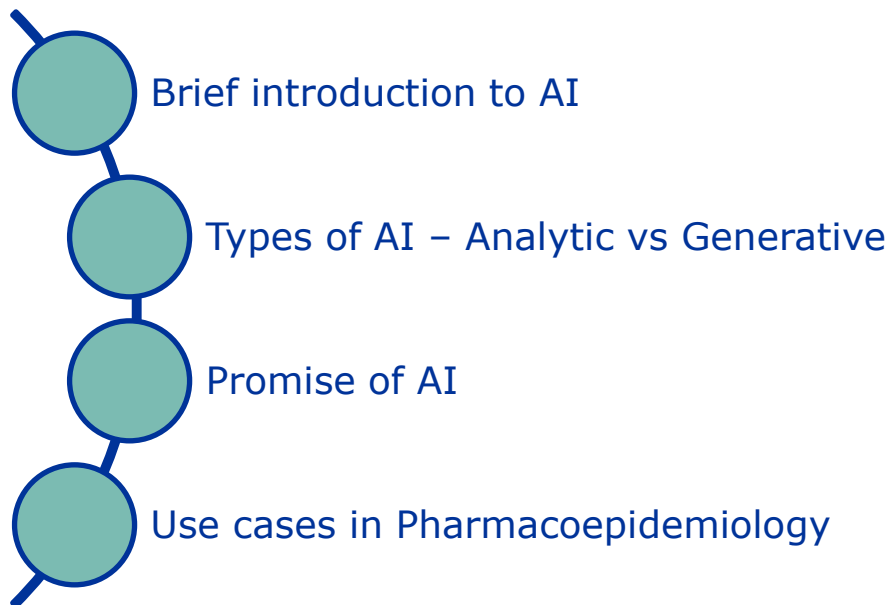 Brief introduction to AI
Types of AI – Analytic vs Generative
Promise of AI
Use cases in Pharmacoepidemiology